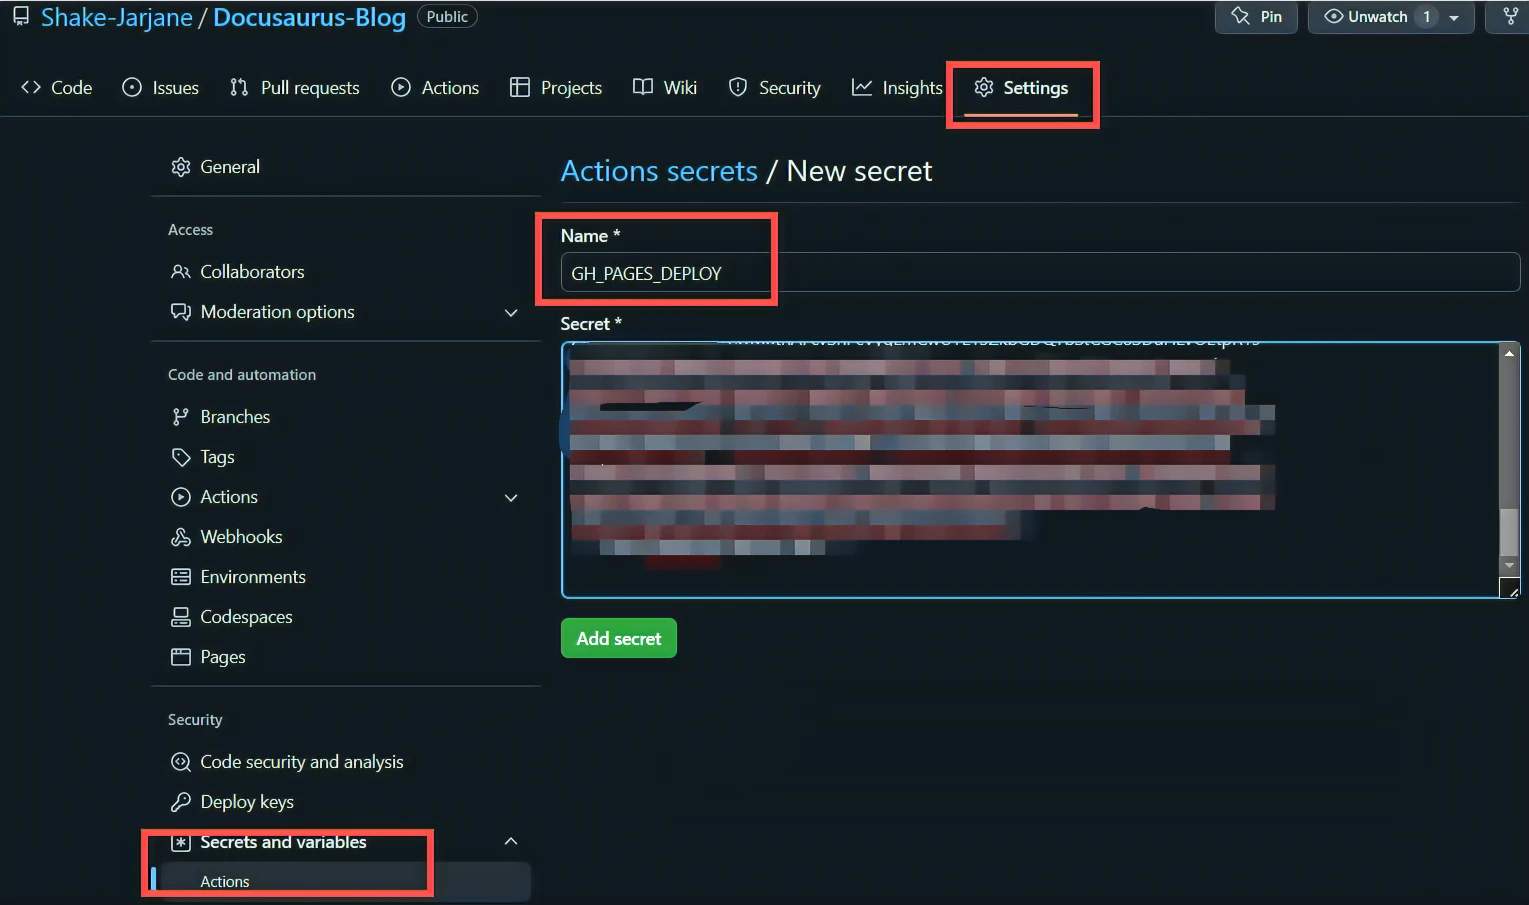 Shake-Jarjane / Docusaurus-Blog Public Pin Unwatch 1
Code Issues Pull requests Actions Projects Wiki Security Insights Settings
General
Access
Collaborators
Moderation options
Code and automation
Branches
Tags
Actions
Webhooks
Environments
Codespaces
Pages
Security
Code security and analysis
Deploy keys
Secrets and variables
Actions
Actions secrets / New secret
Name *
GH_PAGES_DEPLOY
Secret *
Add secret